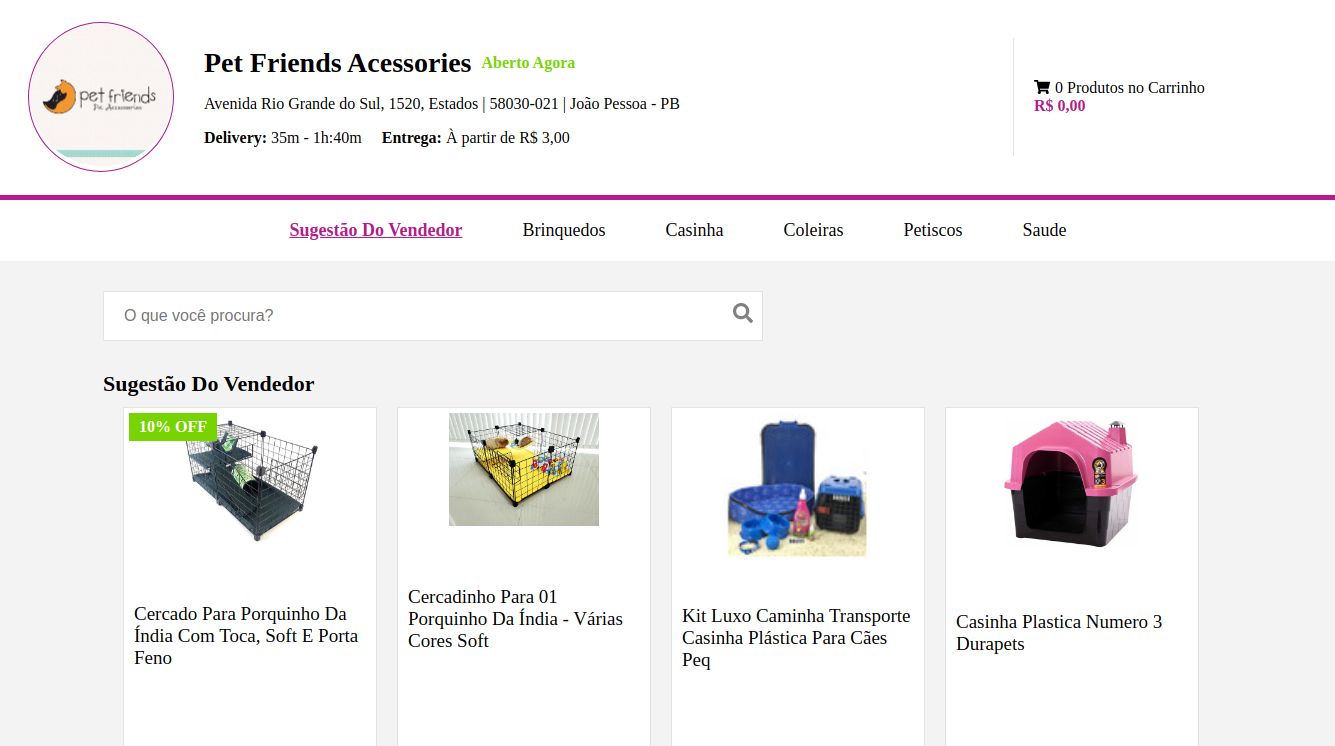 pet friends
Pet Accessories
Pet Friends Acessories Aberto Agora
Avenida Rio Grande do Sul, 1520, Estados | 58030-021 | João Pessoa - PB
Delivery: 35m - 1h:40m Entrega: À partir de R$ 3,00
0 Produtos no Carrinho
R$ 0,00
Sugestão Do Vendedor Brinquedos Casinha Coleiras Petiscos Saude
O que você procura?
Sugestão Do Vendedor
10% OFF
Cercado Para Porquinho Da
Índia Com Toca, Soft E Porta
Feno
Cercadinho Para 01
Porquinho Da Índia - Várias
Cores Soft
Kit Luxo Caminha Transporte
Casinha Plástica Para Cães
Peq
Casinha Plastica Numero 3
Durapets